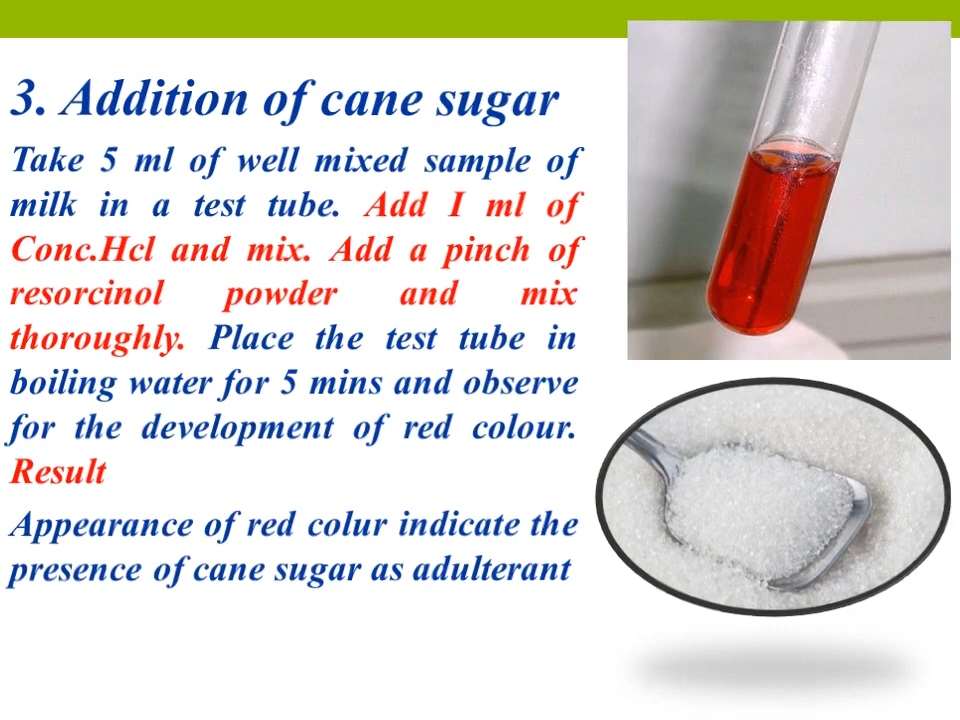 3. Addition of cane sugar
Take 5 ml of well mixed sample of
milk in a test tube. Add I ml of
Conc.Hcl and mix. Add a pinch of
resorcinol powder and mix
thoroughly. Place the test tube in
boiling water for 5 mins and observe
for the development of red colour.
Result
Appearance of red colur indicate the
presence of cane sugar as adulterant